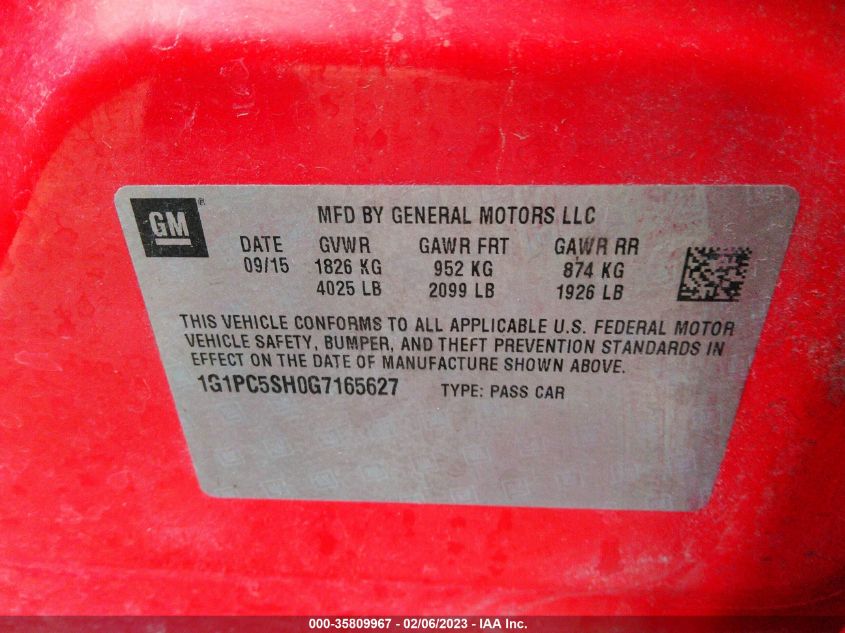 GM®
MFD BY GENERAL MOTORS LLC
DATE GVWR GAWR FRT GAWR RR
09/15 1826 KG 952 KG 874 KG
4025 LB 2099 LB 1926 LB
THIS VEHICLE CONFORMS TO ALL APPLICABLE U.S. FEDERAL MOTOR
VEHICLE SAFETY, BUMPER, AND THEFT PREVENTION STANDARDS IN
EFFECT ON THE DATE OF MANUFACTURE SHOWN ABOVE.
1G1PC5SH0G7165627 TYPE: PASS CAR
000-35809967 - 02/06/2023 - IAA Inc.